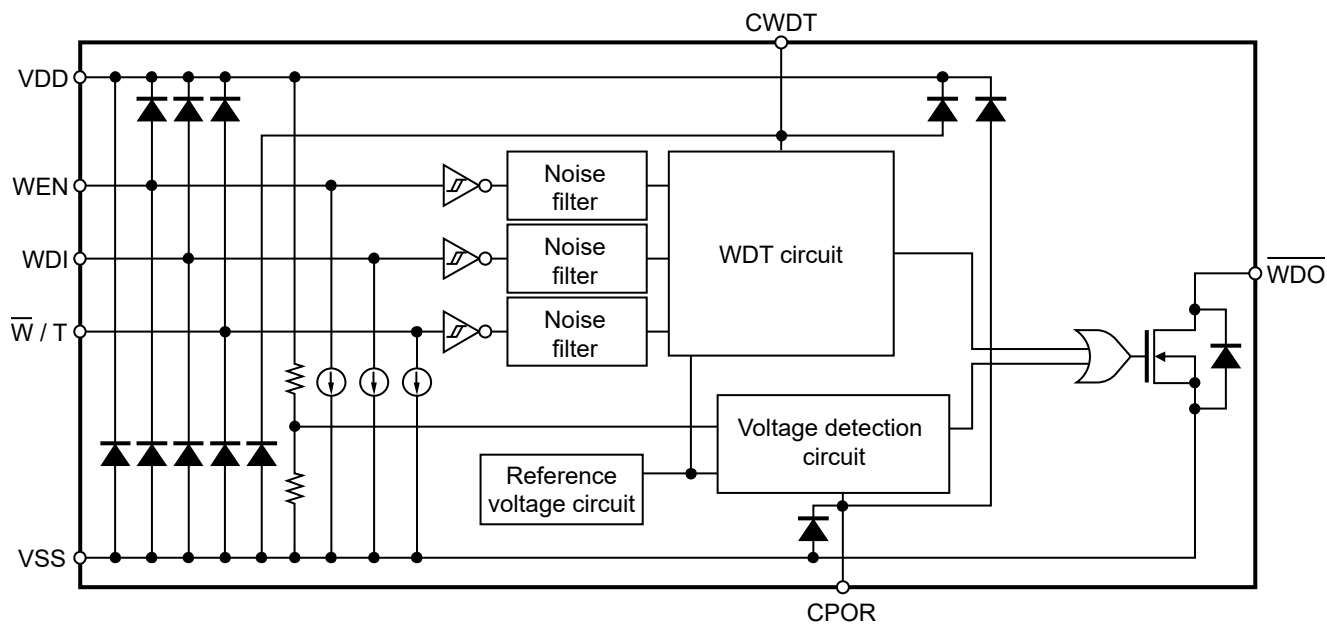 CWDT
VDD
WEN
Noise
filter
WDI
Noise
filter
WDT circuit
W̅ / T
Noise
filter
W̅D̅O̅
Voltage detection
circuit
Reference
voltage circuit
VSS
CPOR